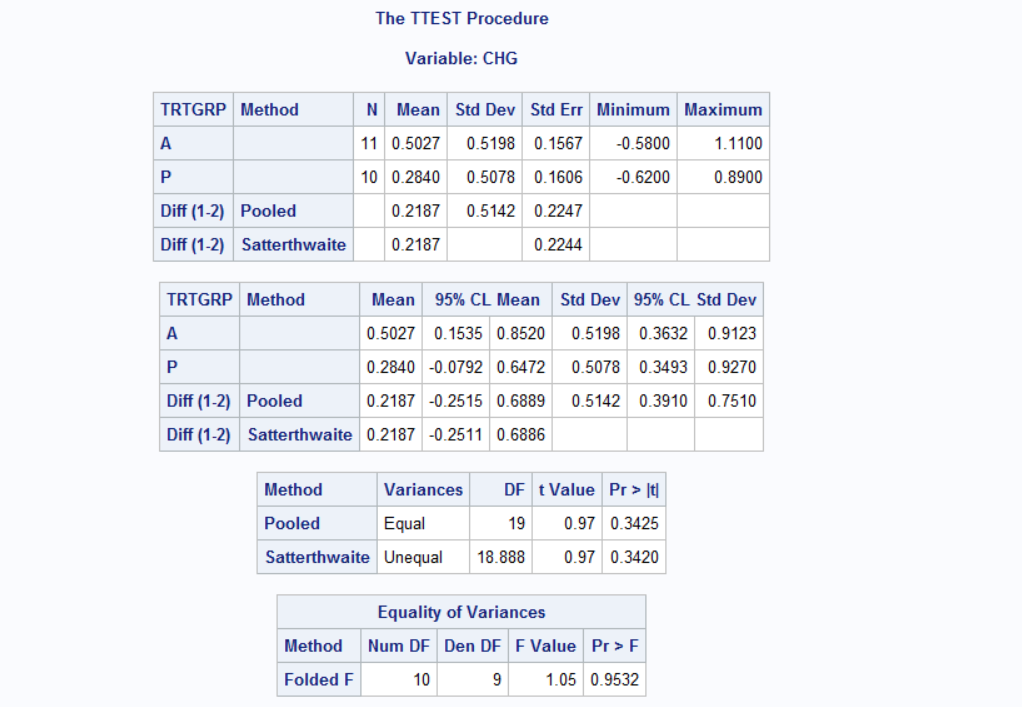 The TTEST Procedure
Variable: CHG
TRTGRP Method N Mean Std Dev Std Err Minimum Maximum
A 11 0.5027 0.5198 0.1567 -0.5800 1.1100
P 10 0.2840 0.5078 0.1606 -0.6200 0.8900
Diff (1-2) Pooled 0.2187 0.5142 0.2247
Diff (1-2) Satterthwaite 0.2187 0.2244
TRTGRP Method Mean 95% CL Mean Std Dev 95% CL Std Dev
A 0.5027 0.1535 0.8520 0.5198 0.3632 0.9123
P 0.2840 -0.0792 0.6472 0.5078 0.3493 0.9270
Diff (1-2) Pooled 0.2187 -0.2515 0.6889 0.5142 0.3910 0.7510
Diff (1-2) Satterthwaite 0.2187 -0.2511 0.6886
Method Variances DF t Value Pr > |t|
Pooled Equal 19 0.97 0.3425
Satterthwaite Unequal 18.888 0.97 0.3420
Equality of Variances
Method Num DF Den DF F Value Pr > F
Folded F 10 9 1.05 0.9532